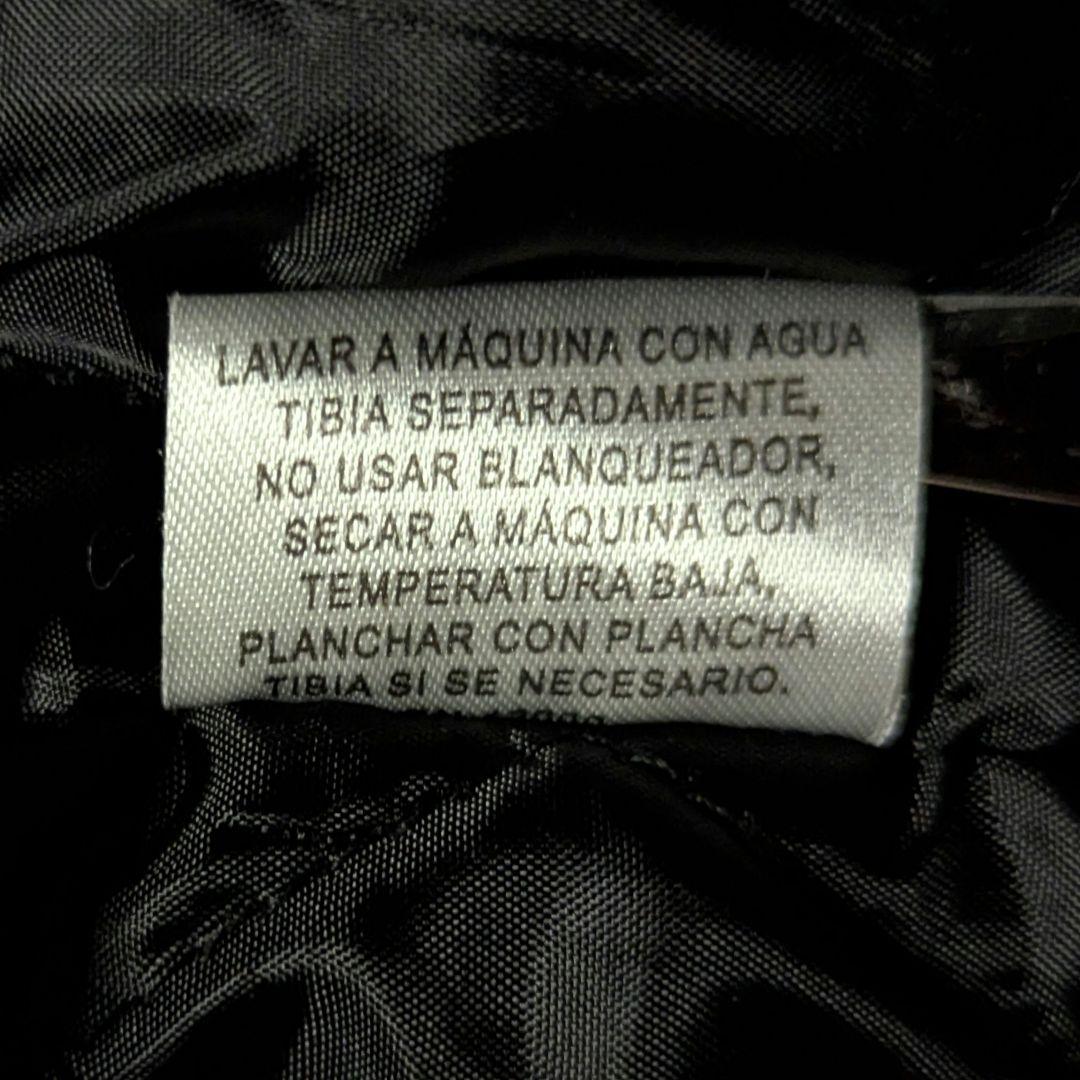 LAVAR A MÁQUINA CON AGUA
TIBIA SEPARADAMENTE,
NO USAR BLANQUEADOR,
SECAR A MÁQUINA CON
TEMPERATURA BAJA,
PLANCHAR CON PLANCHA
TIBIA SI SE NECESARIO.